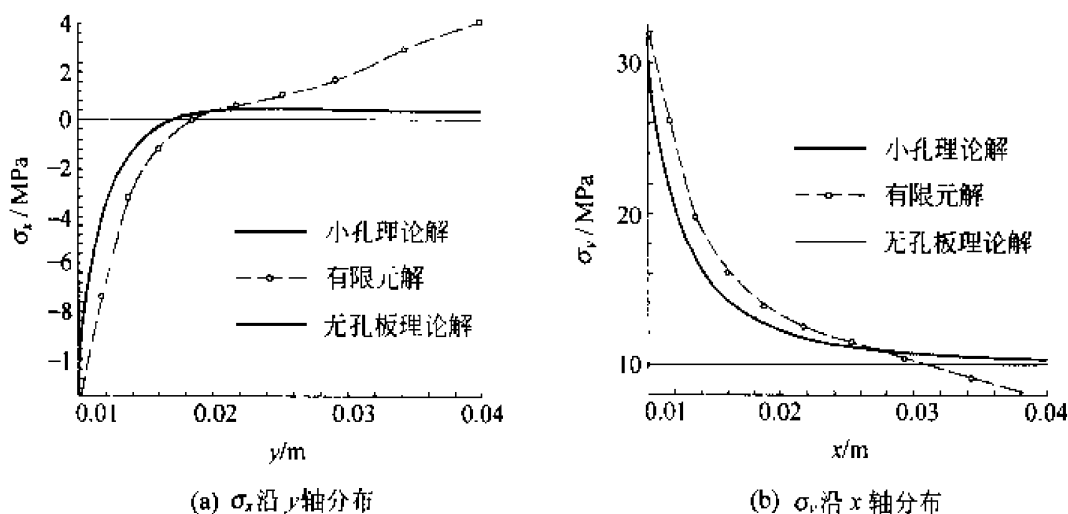 4
2
0
−2
−4
−6
−8
−1
σx / MPa
小孔理论解
有限元解
无孔板理论解
0.01
0.02
0.03
0.04
y/m
(a) σx沿 y轴分布
30
20
10
σy / MPa
小孔理论解
有限元解
无孔板理论解
0.01
0.02
0.03
0.04
x/m
(b) σy沿 x 轴分布